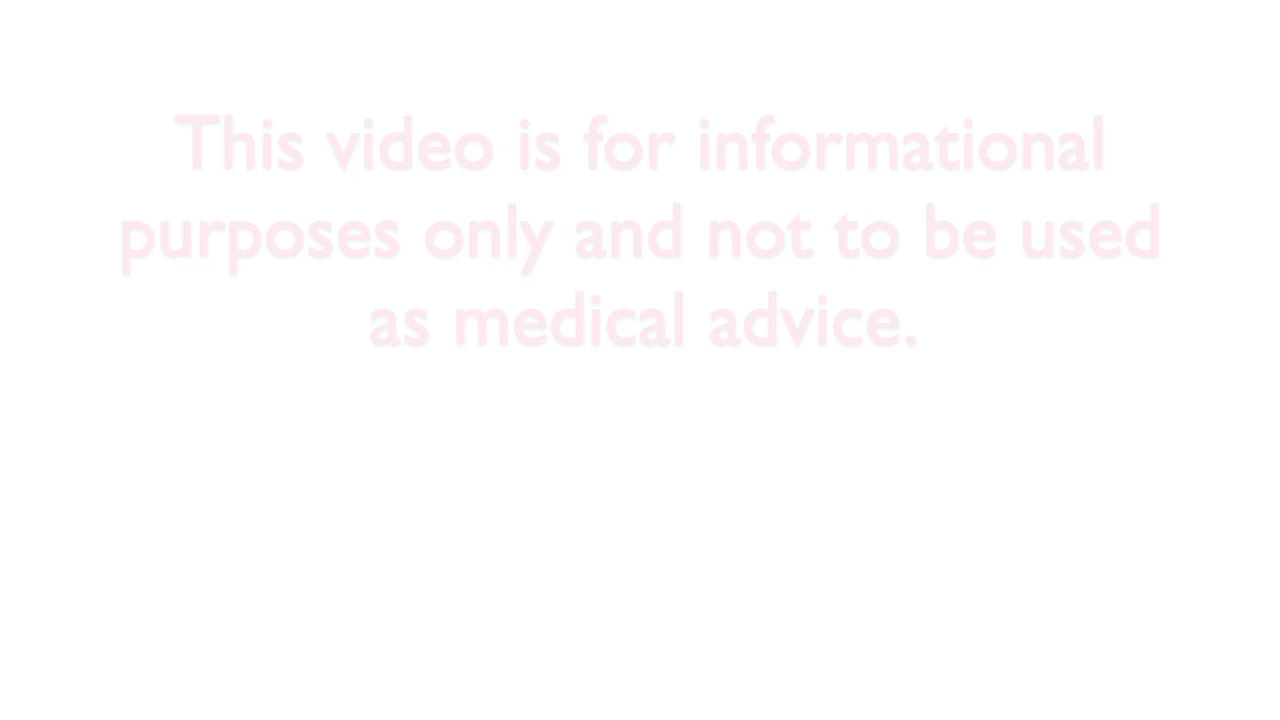 This video is for informational
purposes only and not to be used
as medical advice.